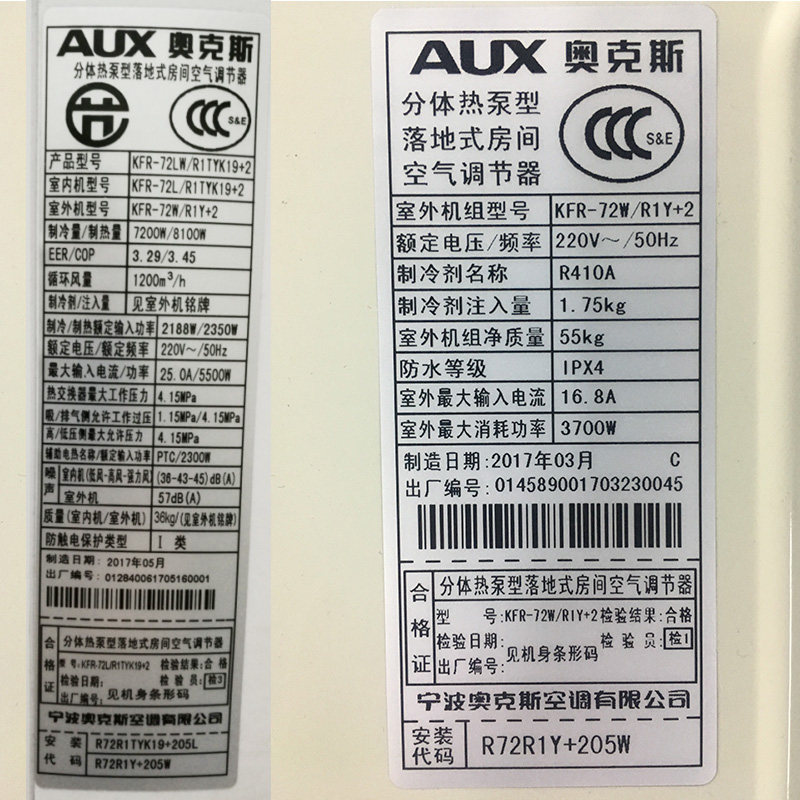 AUX 奥克斯
分体热泵型落地式房间空气调节器
S&E
产品型号 KFR-72LW/R1TYK19+2
室内机型号 KFR-72L/R1TYK19+2
室外机型号 KFR-72W/R1Y+2
制冷量/制热量 7200W/8100W
EER/COP 3.29/3.45
循环风量 1200m³/h
制冷剂/注入量 见室外机铭牌
制冷/制热额定输入功率 2188W/2350W
额定电压/额定频率 220V～/50Hz
最大输入电流/功率 25.0A/5500W
热交换器最大工作压力 4.15MPa
吸/排气侧允许工作过压 1.15MPa/4.15MPa
高/低压侧最大允许压力 4.15MPa
辅助电热名称/额定输入功率 PTC/2300W
噪声 室内机(低风-高风-强力风) (36-43-45)dB(A)
室外机 57dB(A)
质量(室内机/室外机) 36kg/(见室外机铭牌)
防触电保护类型 I 类
制造日期: 2017年05月
出厂编号: 012840061705160001
合格证
分体热泵型落地式房间空气调节器
型 号:KFR-72L/R1TYK19+2 检验结果:合格
检验日期: 检验员:检3
出厂编号: 见机身条形码
宁波奥克斯空调有限公司
安装代码 R72R1TYK19+205L
R72R1Y+205W
AUX 奥克斯
分体热泵型
落地式房间
空气调节器
S&E
室外机组型号 KFR-72W/R1Y+2
额定电压/频率 220V～/50Hz
制冷剂名称 R410A
制冷剂注入量 1.75kg
室外机组净质量 55kg
防水等级 IPX4
室外最大输入电流 16.8A
室外最大消耗功率 3700W
制造日期:2017年03月 C
出厂编号: 014589001703230045
合格证
分体热泵型落地式房间空气调节器
型 号:KFR-72W/R1Y+2 检验结果:合格
检验日期: 检 验 员:检1
出厂编号: 见机身条形码
宁波奥克斯空调有限公司
安装代码 R72R1Y+205W